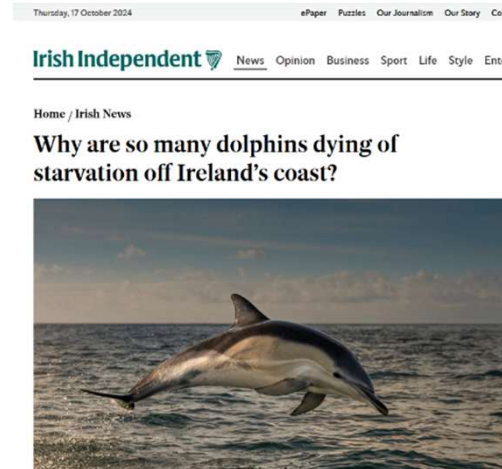 Thursday, 17 October 2024 ePaper Puzzles Our Journalism Our Story
Irish Independent News Opinion Business Sport Life Style
Home / Irish News
Why are so many dolphins dying of
starvation off Ireland's coast?